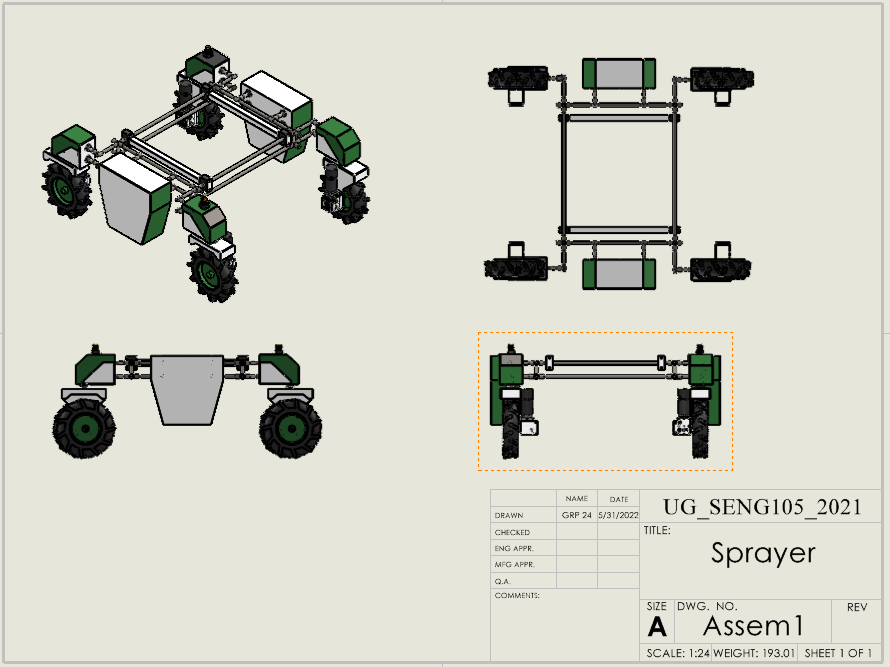 NAME DATE
DRAWN GRP 24 5/31/2022
CHECKED
ENG APPR.
MFG APPR.
Q.A.
COMMENTS:
UG_SENG105_2021
TITLE:
Sprayer
SIZE DWG. NO. REV
A Assem1
SCALE: 1:24 WEIGHT: 193.01 SHEET 1 OF 1